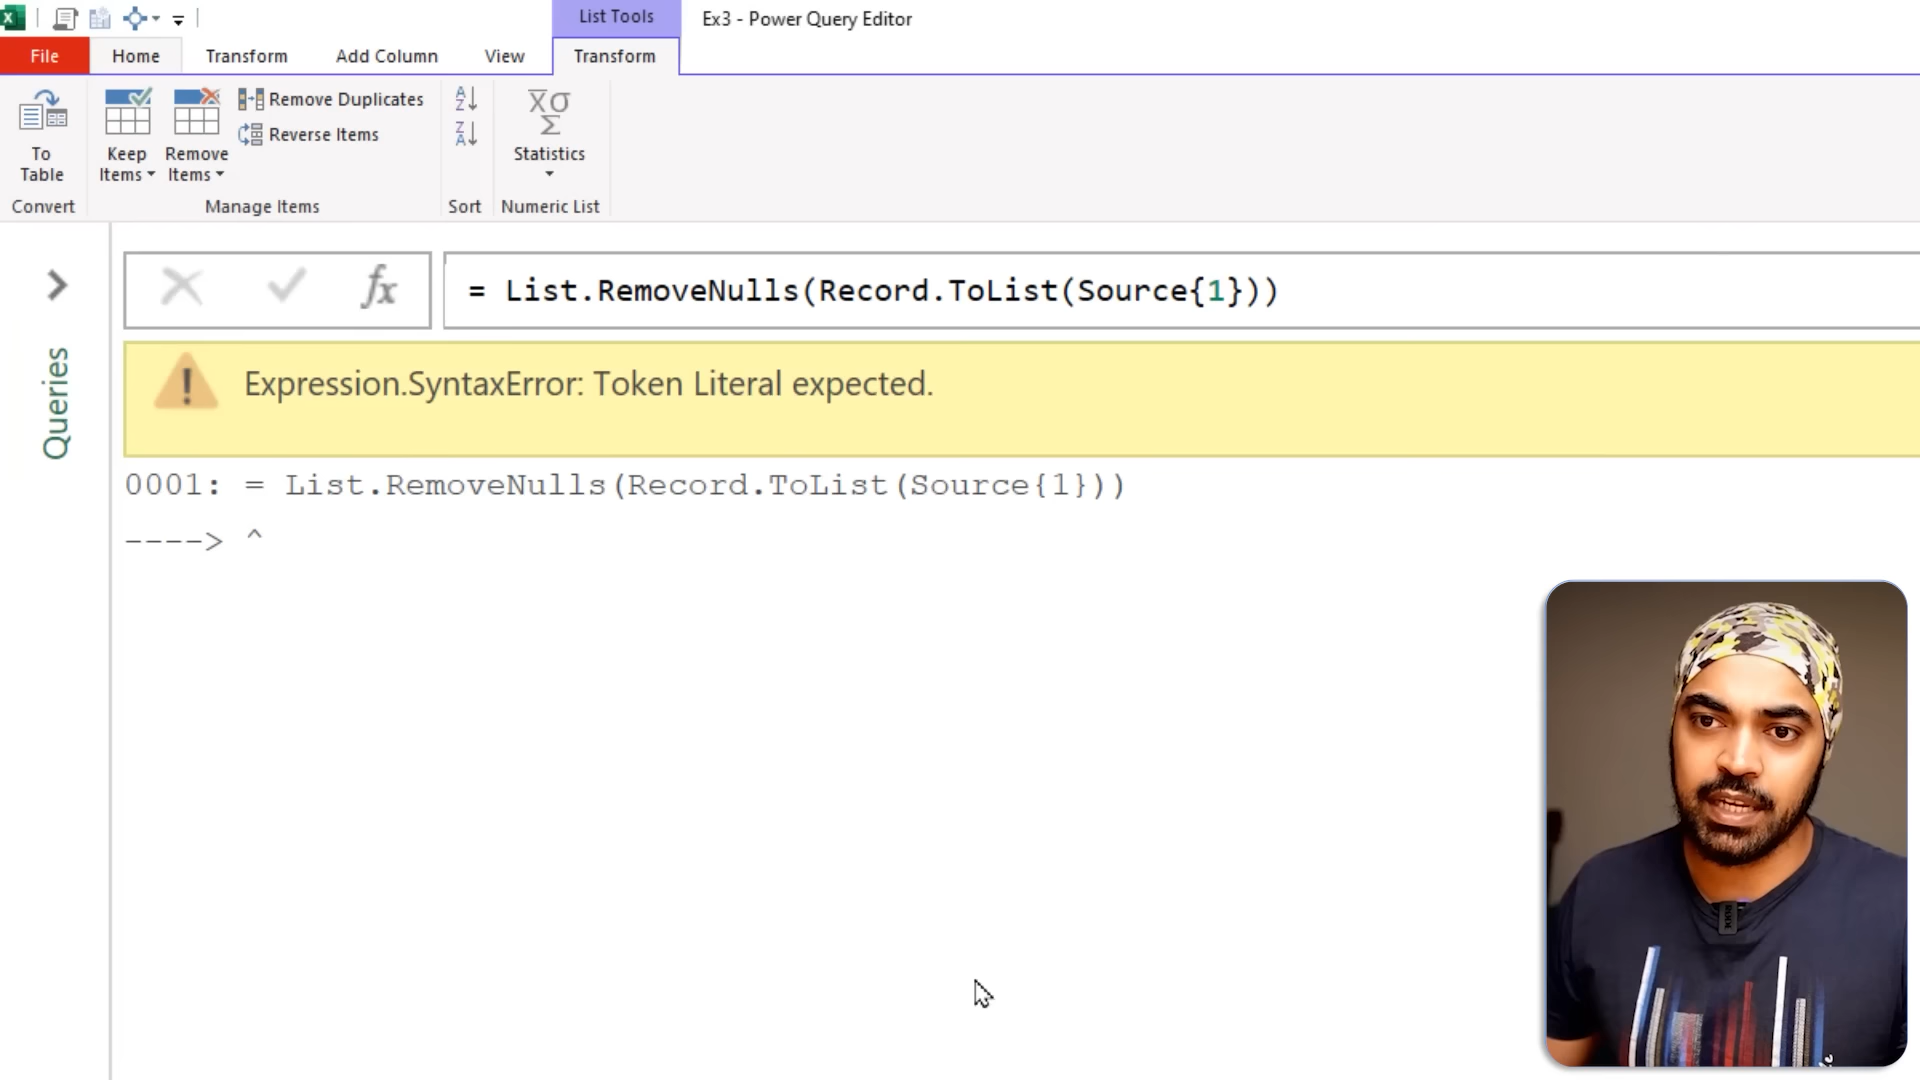 List Tools
Ex3 - Power Query Editor
File
Home
Transform
Add Column
View
Transform
To
Table
Keep
Items
Remove
Items
Remove Duplicates
Reverse Items
Statistics
Convert
Manage Items
Sort
Numeric List
fx
= List.RemoveNulls(Record.ToList(Source{1}))
Queries
Expression.SyntaxError: Token Literal expected.
0001: = List.RemoveNulls(Record.ToList(Source{1}))
----> ^